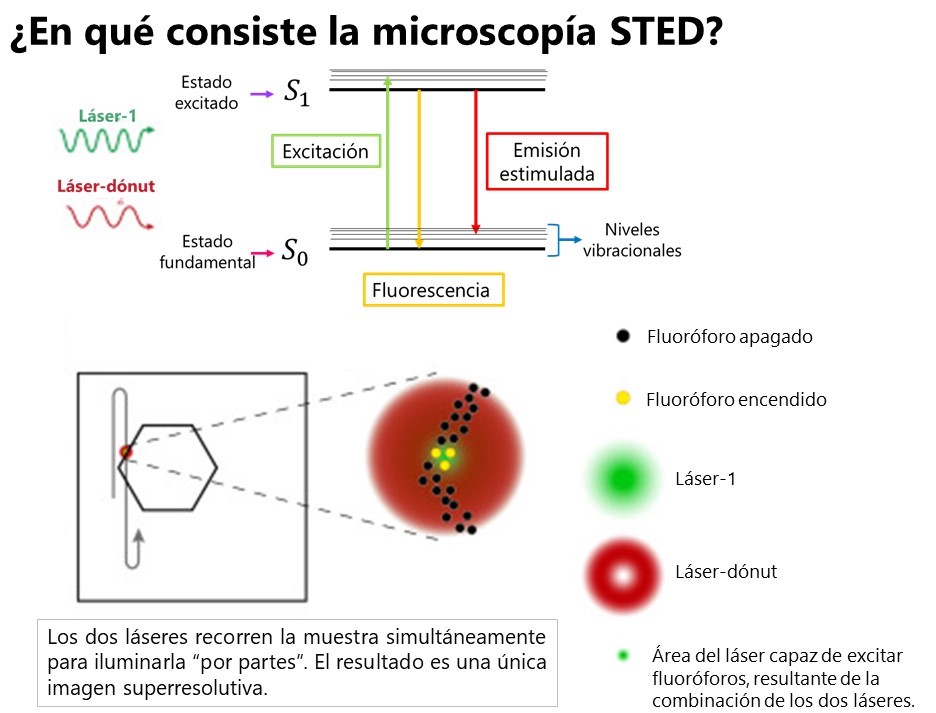 ¿En qué consiste la microscopía STED?
Estado
excitado
S₁
Láser-1
Excitación
Emisión
estimulada
Láser-dónut
Estado
fundamental
S₀
Niveles
vibracionales
Fluorescencia
Fluoróforo apagado
Fluoróforo encendido
Láser-1
Láser-dónut
Los dos láseres recorren la muestra simultáneamente
para iluminarla “por partes”. El resultado es una única
imagen superresolutiva.
Área del láser capaz de excitar
fluoróforos, resultante de la
combinación de los dos láseres.